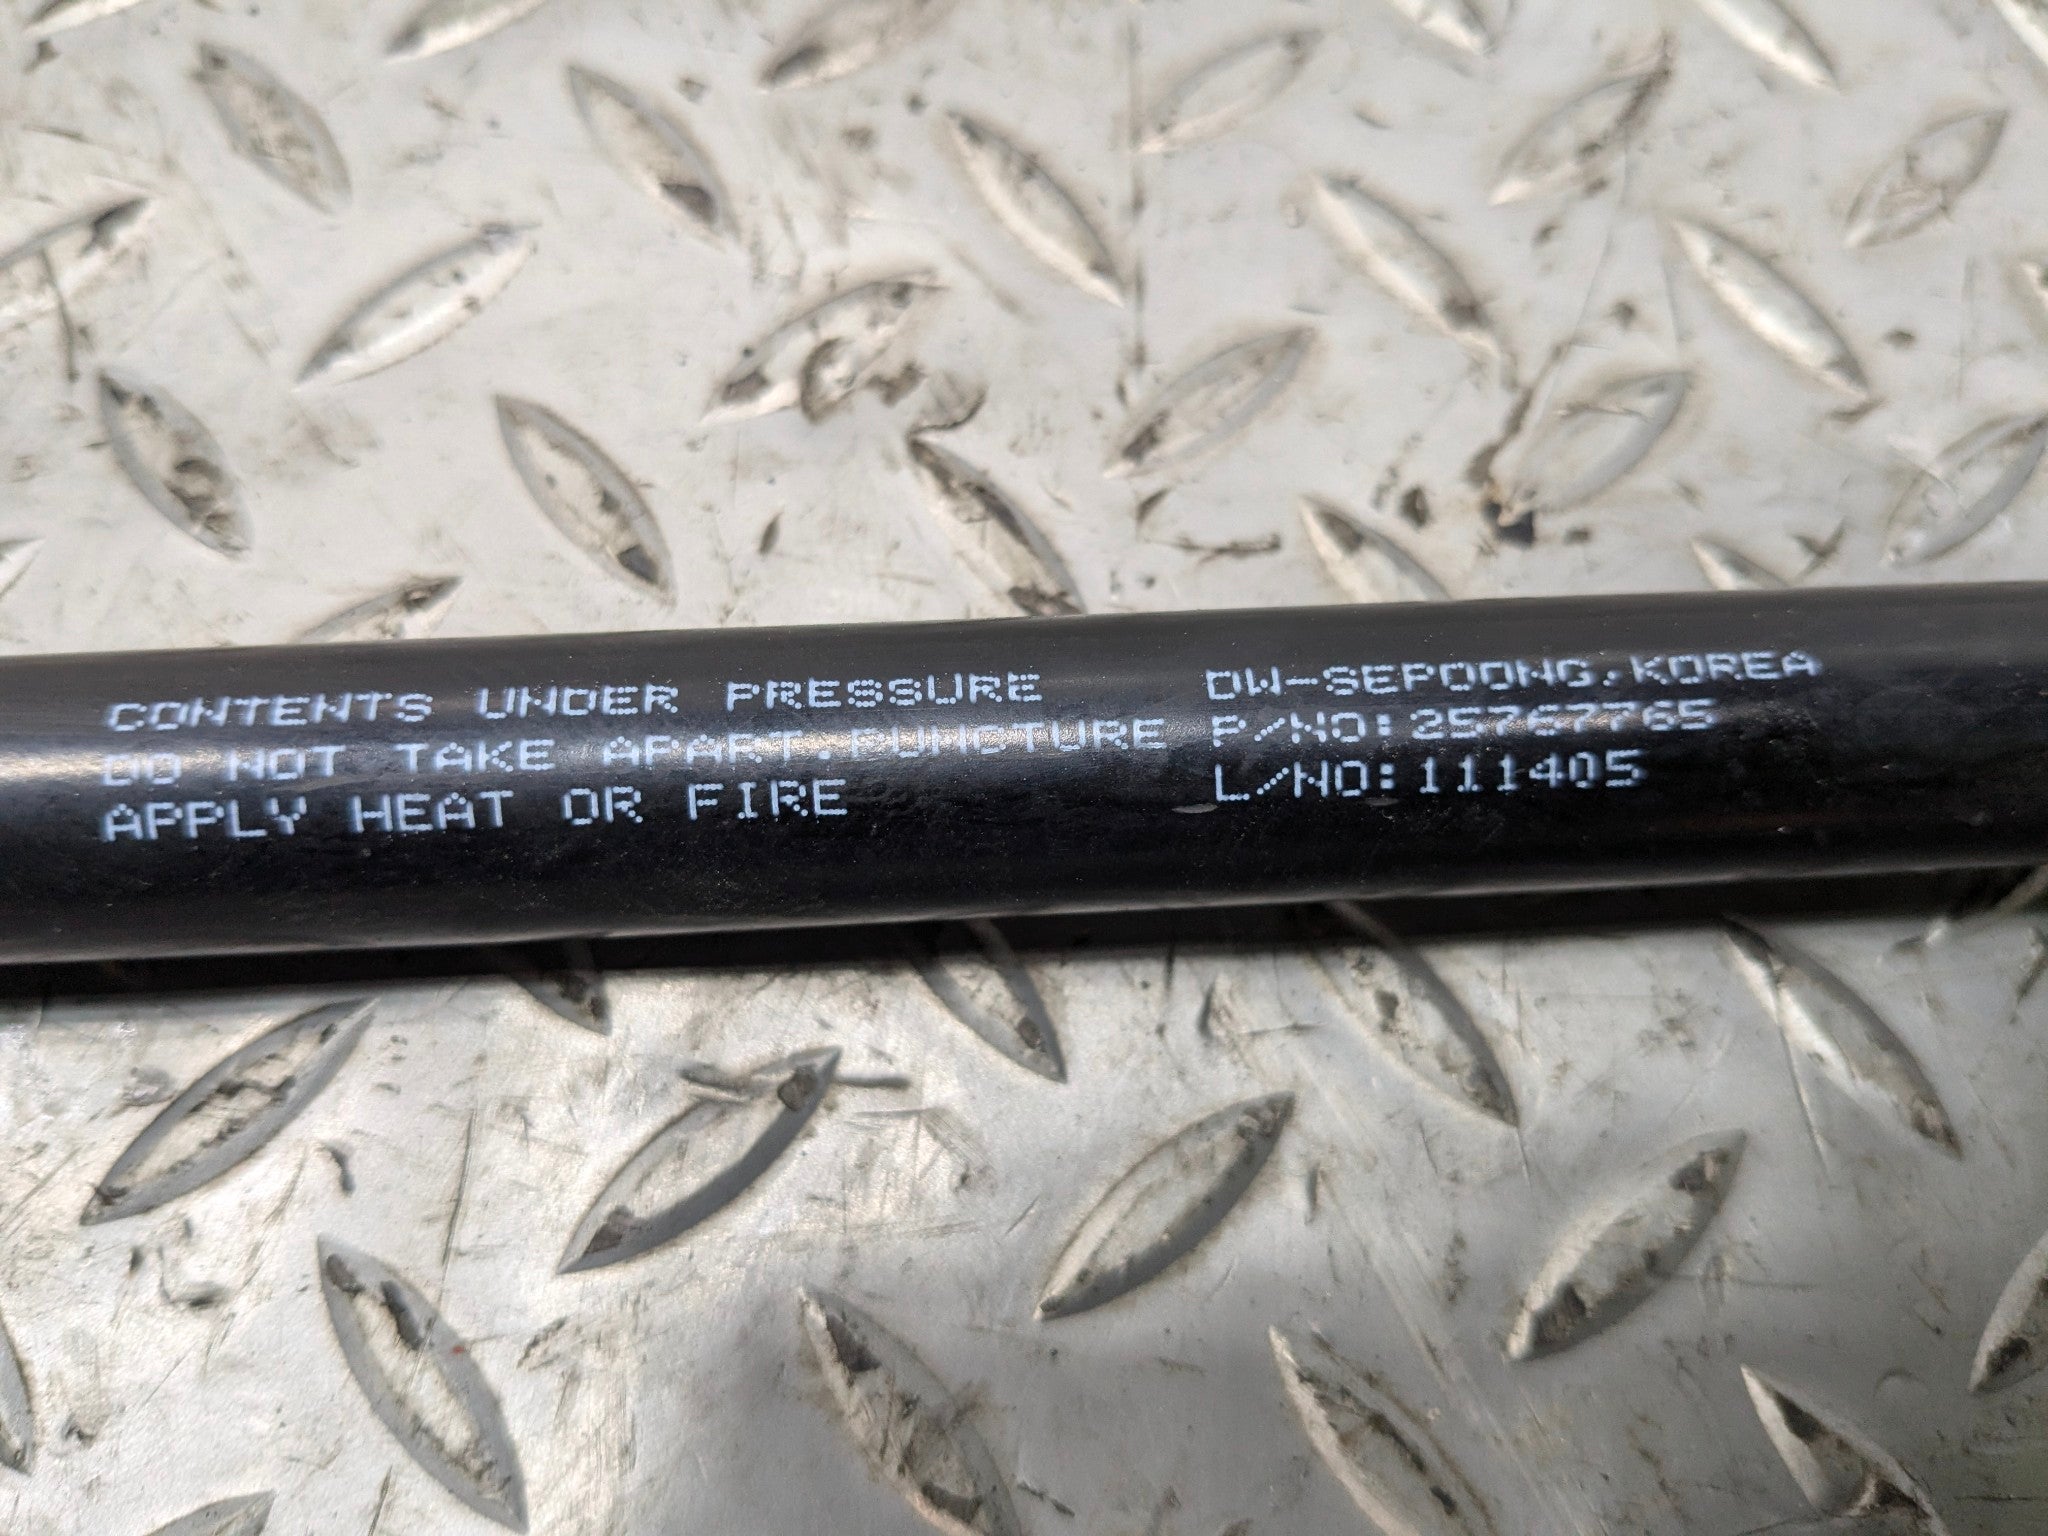 CONTENTS UNDER PRESSURE
DO NOT TAKE APART.PUNCTURE
APPLY HEAT OR FIRE
DW-SEPOONG.KOREA
P/NO:25767765
L/NO:111405